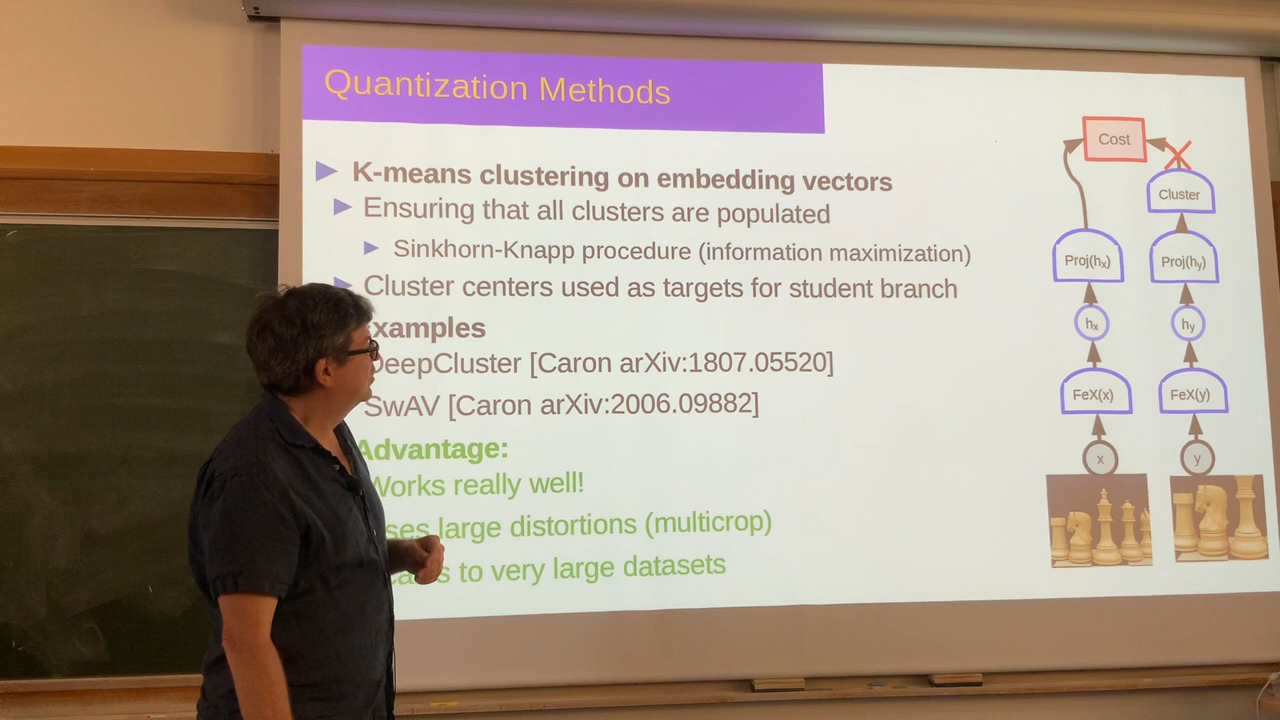 Quantization Methods
K-means clustering on embedding vectors
Ensuring that all clusters are populated
Sinkhorn-Knapp procedure (information maximization)
Cluster centers used as targets for student branch
xamples
DeepCluster [Caron arXiv:1807.05520]
SwAV [Caron arXiv:2006.09882]
Advantage:
Works really well!
large distortions (multicrop)
to very large datasets
Cost
Cluster
Proj(hx) Proj(hy)
hx hy
FeX(x) FeX(y)
x y